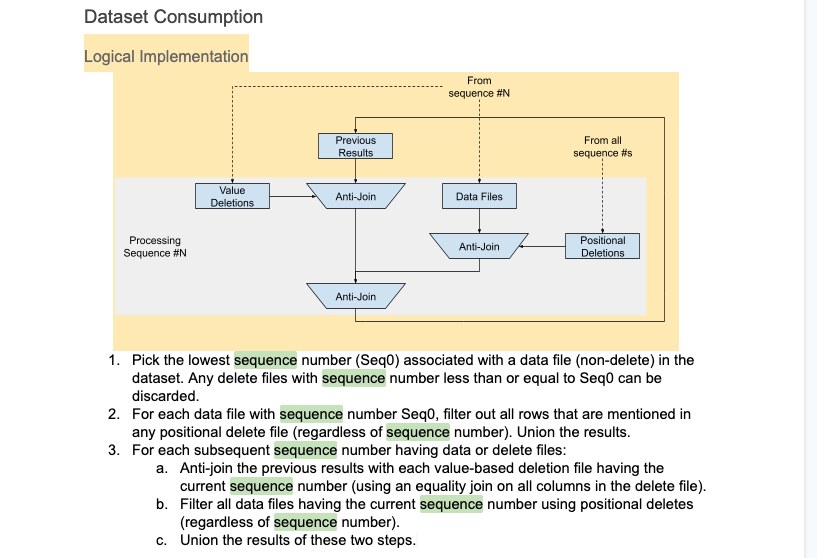 Dataset Consumption
Logical Implementation
From
sequence #N
Previous
Results
From all
sequence #s
Value
Deletions
Anti-Join
Data Files
Processing
Sequence #N
Anti-Join
Positional
Deletions
Anti-Join
1. Pick the lowest sequence number (Seq0) associated with a data file (non-delete) in the
dataset. Any delete files with sequence number less than or equal to Seq0 can be
discarded.
2. For each data file with sequence number Seq0, filter out all rows that are mentioned in
any positional delete file (regardless of sequence number). Union the results.
3. For each subsequent sequence number having data or delete files:
a. Anti-join the previous results with each value-based deletion file having the
current sequence number (using an equality join on all columns in the delete file).
b. Filter all data files having the current sequence number using positional deletes
(regardless of sequence number).
c. Union the results of these two steps.